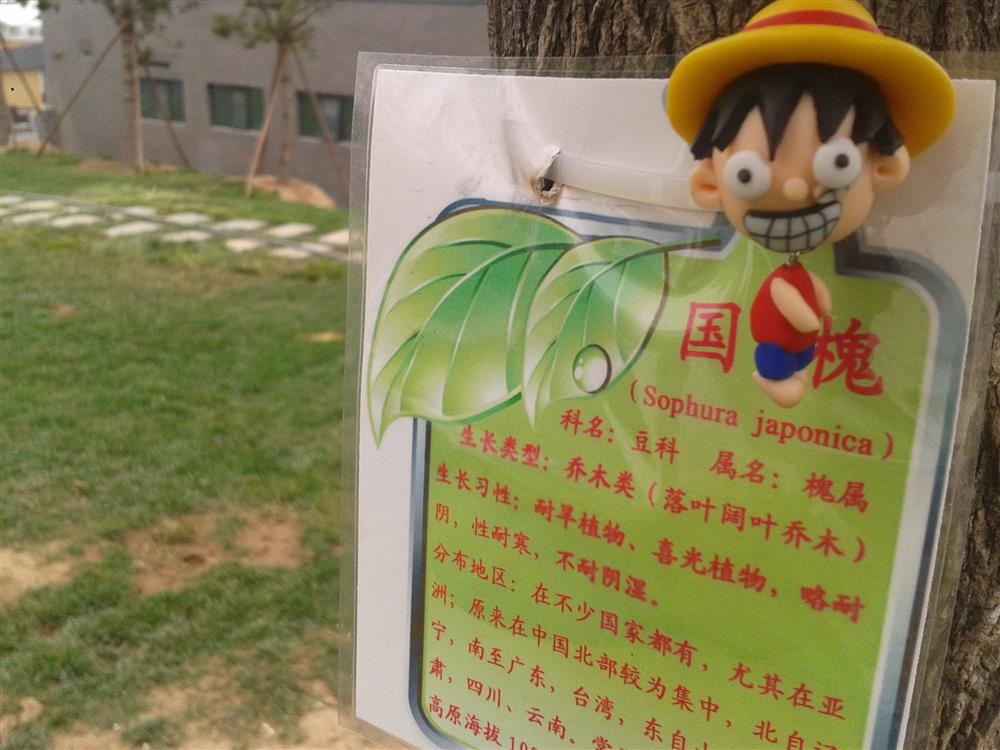 国槐
(Sophura japonica)
科名：豆科 属名：槐属
生长类型：乔木类（落叶阔叶乔木）
生长习性：耐旱植物、喜光植物，略耐
阴，性耐寒，不耐阴湿。
分布地区：在不少国家都有，尤其在亚
洲；原来在中国北部较为集中，北自辽
宁，南至广东，台湾，东自山
肃，四川、云南。常
高原海拔10